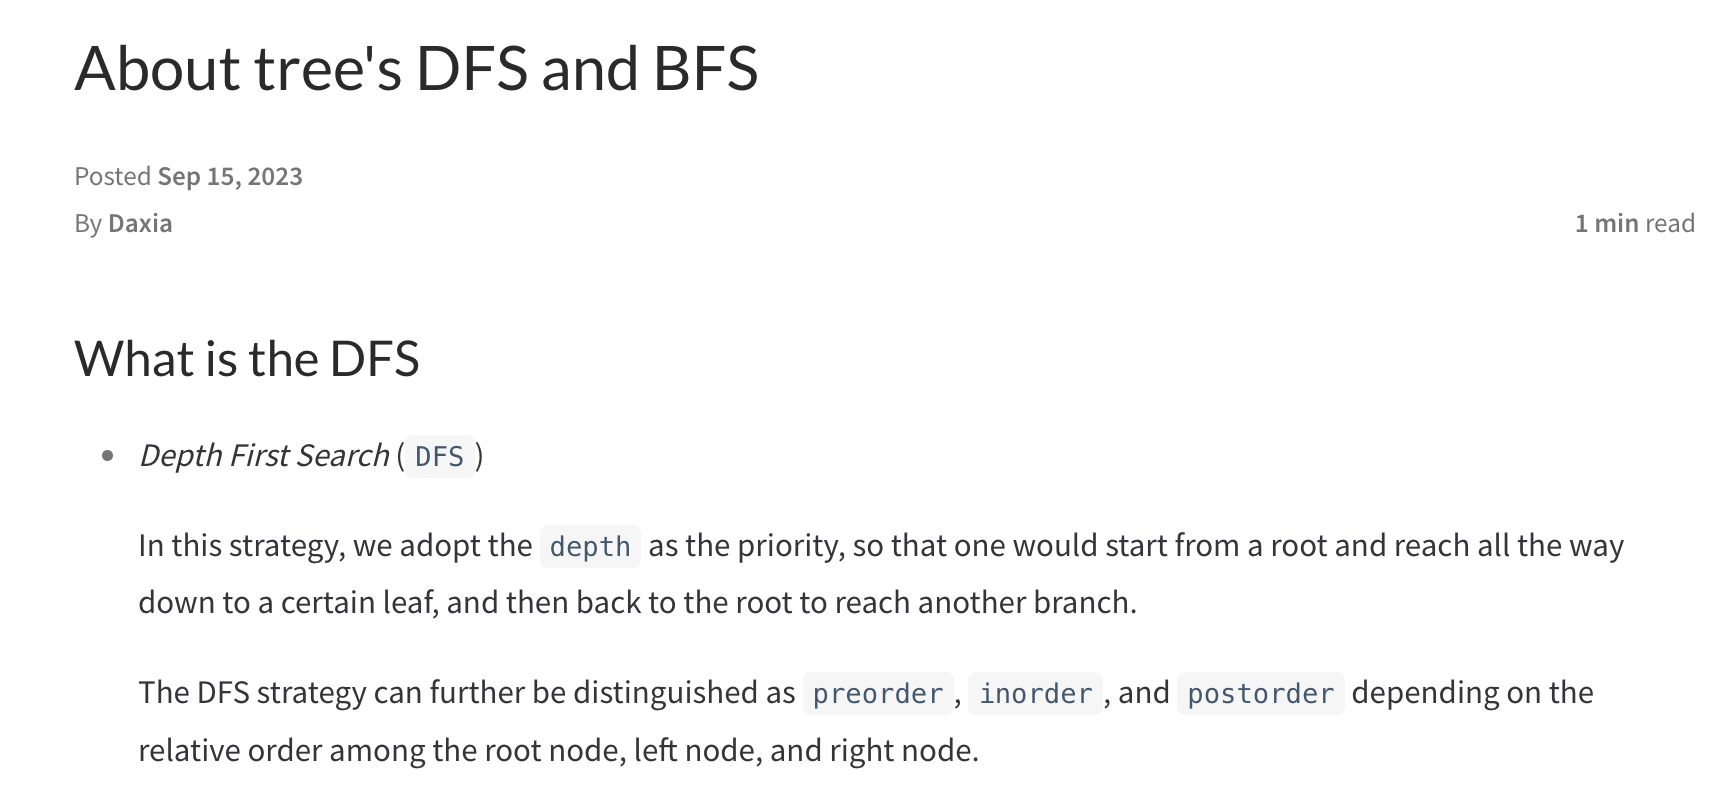 About tree's DFS and BFS
Posted Sep 15, 2023
By Daxia
1 min read
What is the DFS
Depth First Search ( DFS )
In this strategy, we adopt the depth as the priority, so that one would start from a root and reach all the way
down to a certain leaf, and then back to the root to reach another branch.
The DFS strategy can further be distinguished as preorder , inorder , and postorder depending on the
relative order among the root node, left node, and right node.